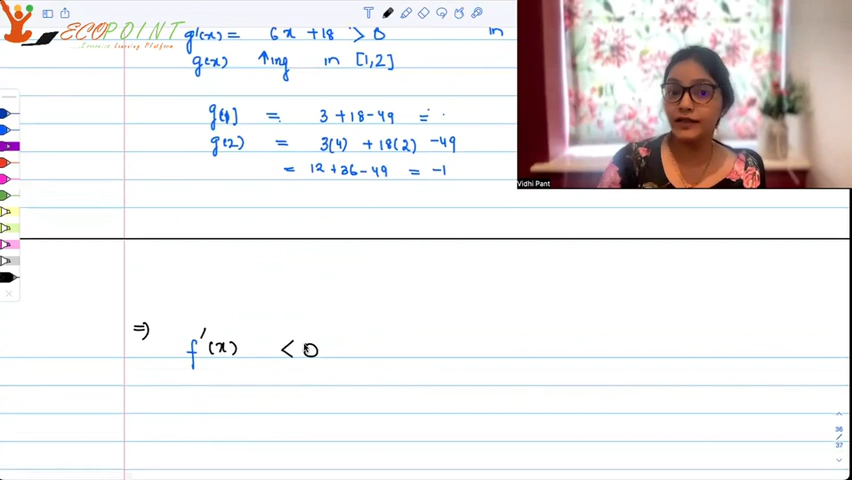 ECOPOINT
Economics Learning Platform
g'(x) = 6x + 18 > 0 in
g(x) ↑ing in [1,2]
g(1] = 3 + 18 - 49 =
g(2) = 3(4) + 18(2) - 49
= 12 + 36 - 49 = -1
Vidhi Pant
⇒
f'(x) < 0
36
/
37